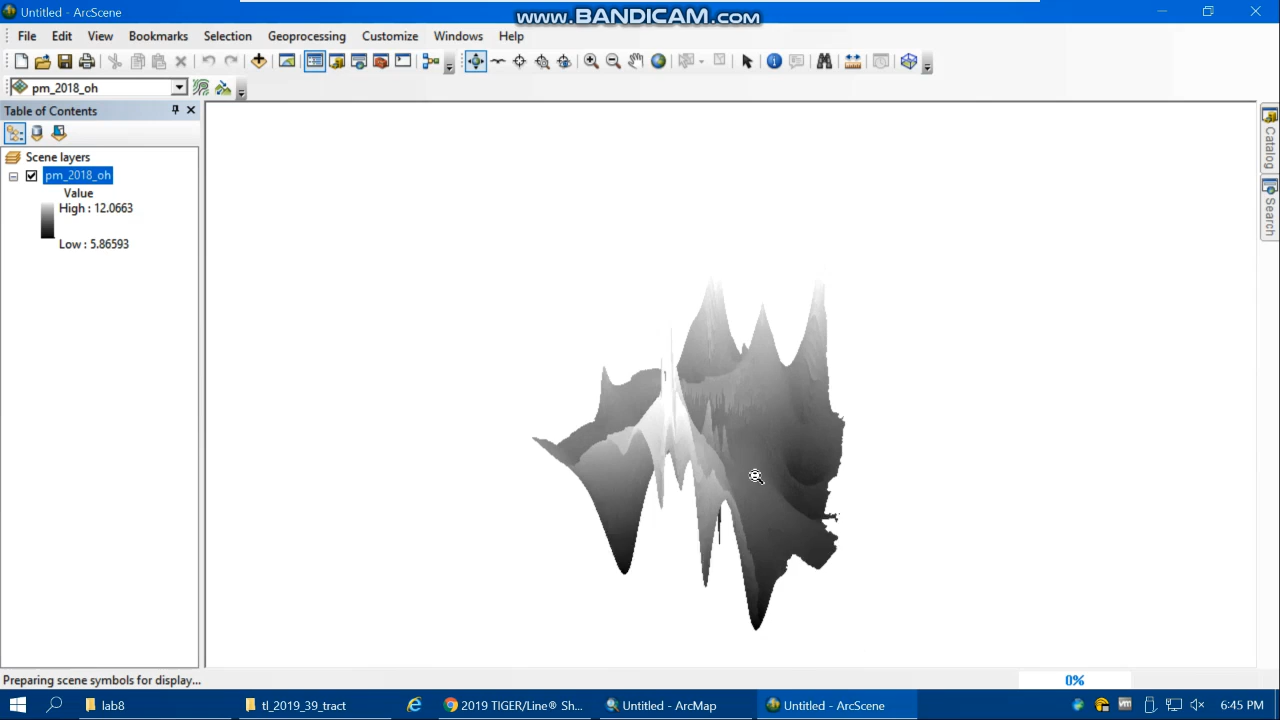 Untitled - ArcScene
www.BANDICAM.com
File Edit View Bookmarks Selection Geoprocessing Customize Windows Help
pm_2018_oh
Table of Contents
Scene layers
pm_2018_oh
Value
High : 12.0663
Low : 5.86593
Catalog
Search
Preparing scene symbols for display...
0%
lab8
tl_2019_39_tract
2019 TIGER/Line® Sh...
Untitled - ArcMap
Untitled - ArcScene
6:45 PM